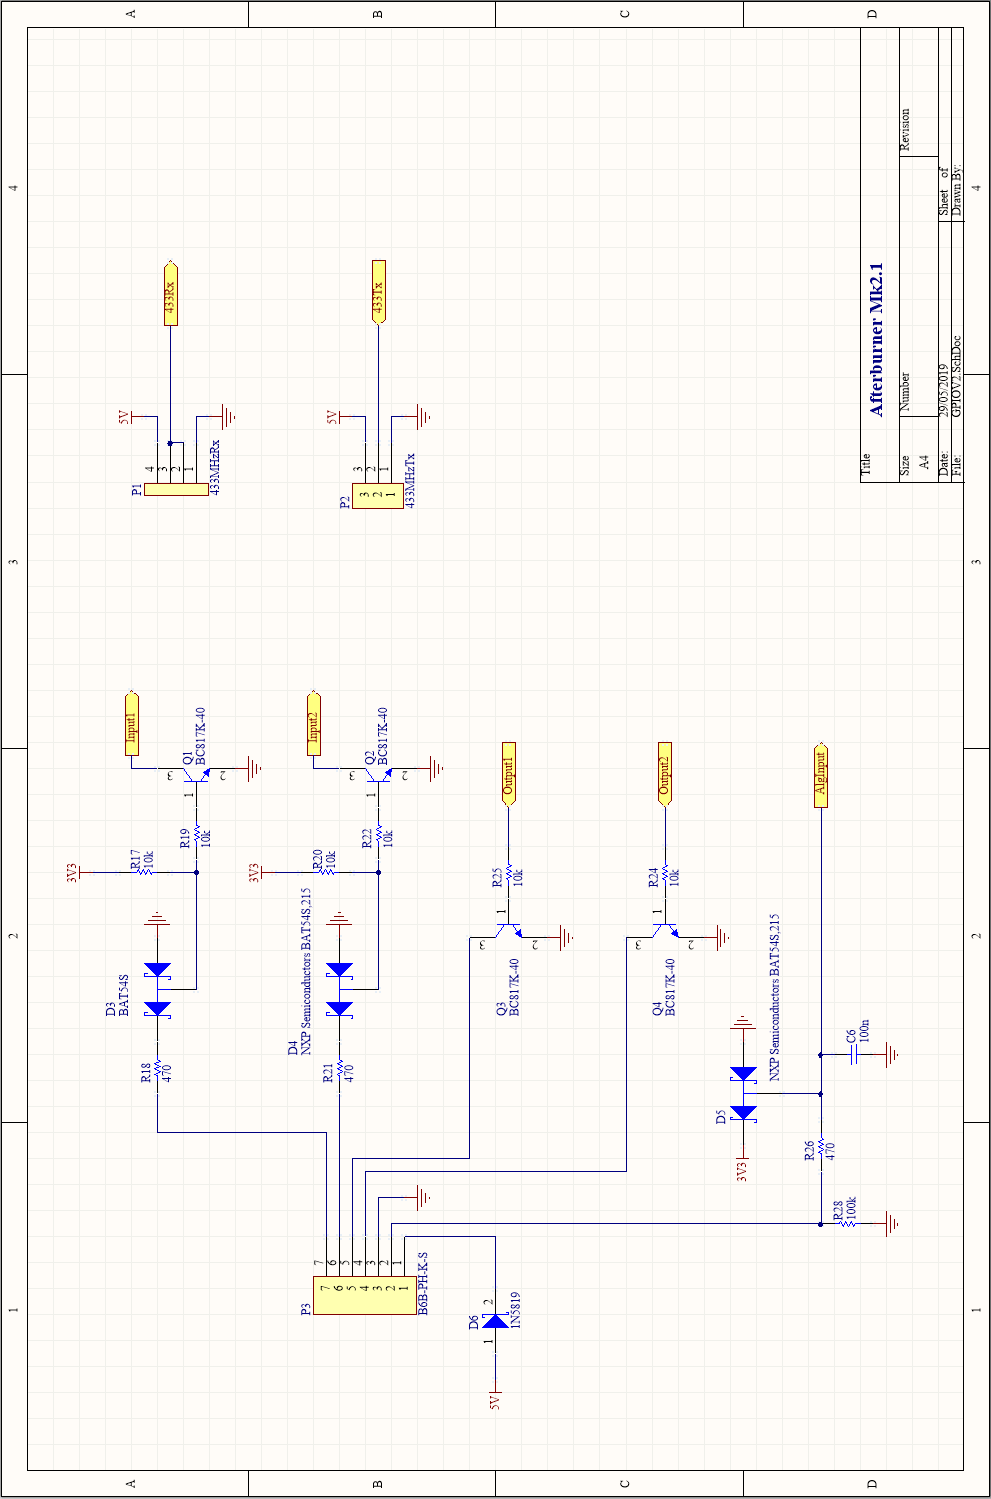 A
B
C
D
4
4
3
3
2
2
1
1
A
B
C
D
5V
433Rx
P1
4
3
2
1
433MHzRx
5V
433Tx
P2
3
2
1
3
2
1
433MHzTx
Title
Afterburner Mk2.1
Size
A4
Number
Revision
Date:
29/05/2019
Sheet of
File:
GPIOV2.SchDoc
Drawn By:
3V3
R17
10k
R19
10k
Input1
Q1
BC817K-40
1
3
2
D3
BAT54S
R18
470
3V3
R20
10k
R22
10k
Input2
Q2
BC817K-40
1
3
2
D4
NXP Semiconductors BAT54S,215
R21
470
Output1
R25
10k
Q3
BC817K-40
1
3
2
Output2
R24
10k
Q4
BC817K-40
1
3
2
AlgInput
D5
NXP Semiconductors BAT54S,215
3V3
C6
100n
R26
470
R28
100k
P3
7
6
5
4
3
2
1
7
6
5
4
3
2
1
B6B-PH-K-S
D6
1N5819
1
2
5V